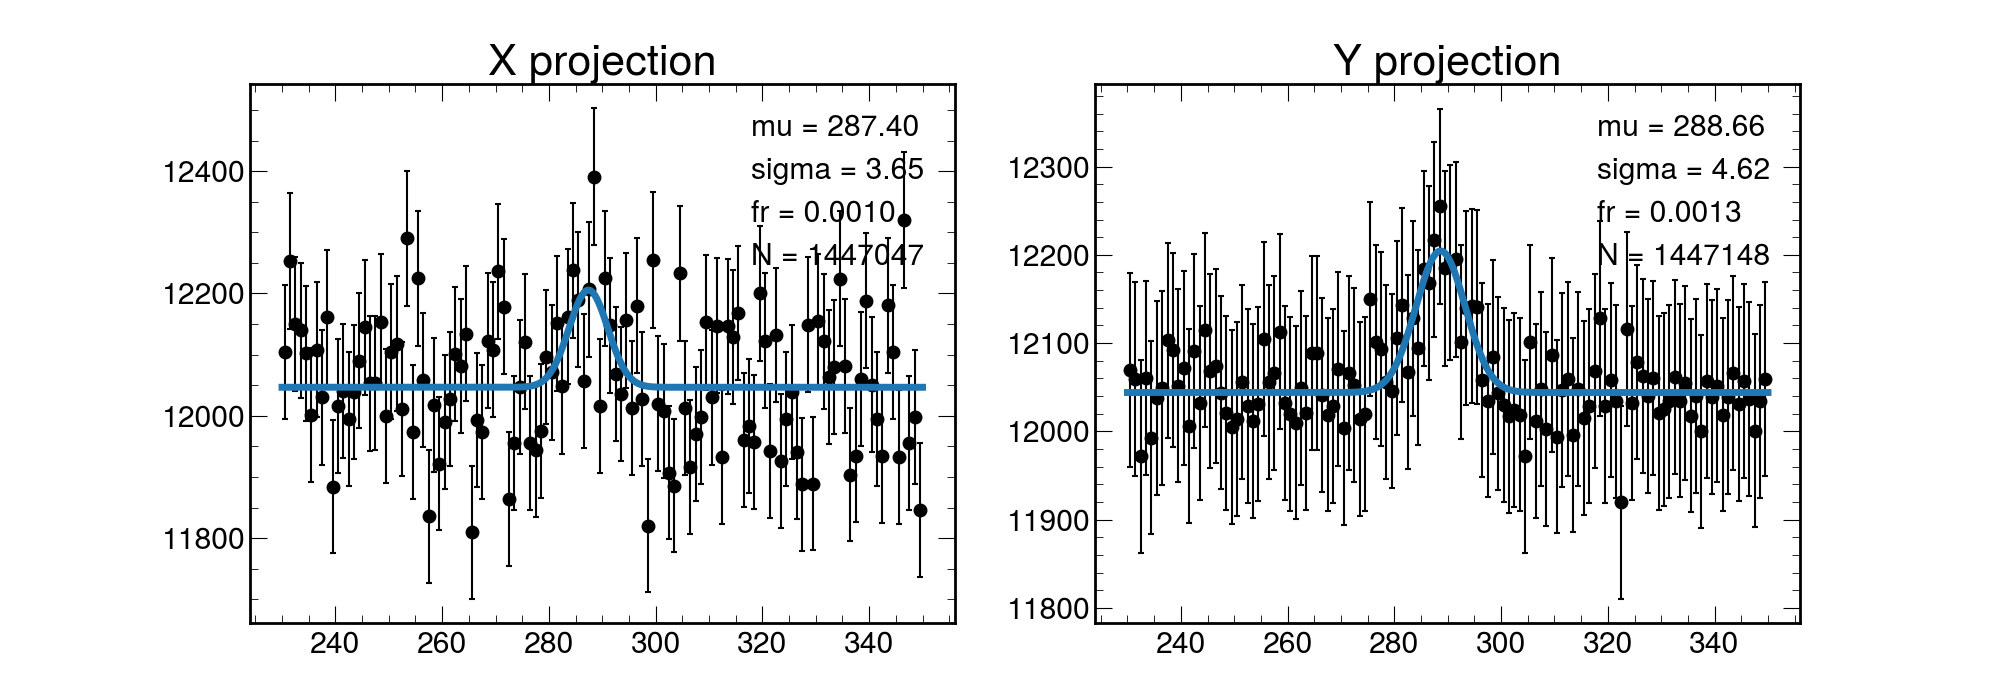 X projection
mu = 287.40
sigma = 3.65
fr = 0.0010
N = 1447047
12400
12200
12000
11800
240 260 280 300 320 340
Y projection
mu = 288.66
sigma = 4.62
fr = 0.0013
N = 1447148
12300
12200
12100
12000
11900
11800
240 260 280 300 320 340